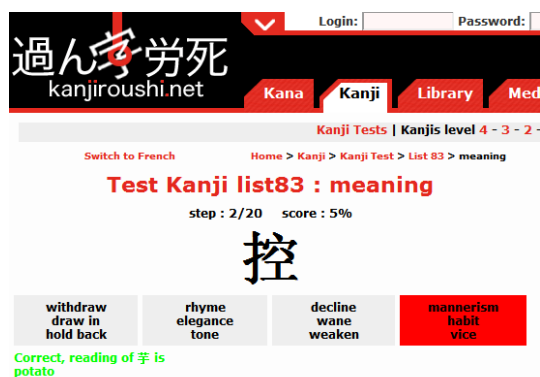 Login: Password:
過ん字労死
kanjiroushi.net
Kana Kanji Library Med
Kanji Tests | Kanjis level 4 - 3 - 2 -
Switch to French Home > Kanji > Kanji Test > List 83 > meaning
Test Kanji list83 : meaning
step : 2/20 score : 5%
控
withdraw rhyme decline mannerism
draw in elegance wane habit
hold back tone weaken vice
Correct, reading of 芋 is
potato